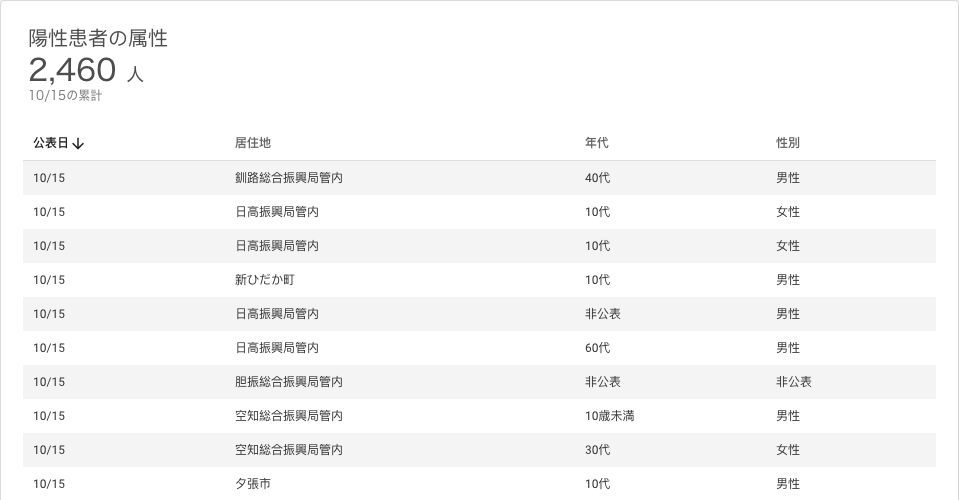 陽性患者の属性
2,460 人
10/15の累計
公表日↓ 居住地 年代 性別
10/15 釧路総合振興局管内 40代 男性
10/15 日高振興局管内 10代 女性
10/15 日高振興局管内 10代 女性
10/15 新ひだか町 10代 男性
10/15 日高振興局管内 非公表 男性
10/15 日高振興局管内 60代 男性
10/15 胆振総合振興局管内 非公表 非公表
10/15 空知総合振興局管内 10歳未満 男性
10/15 空知総合振興局管内 30代 女性
10/15 夕張市 10代 男性